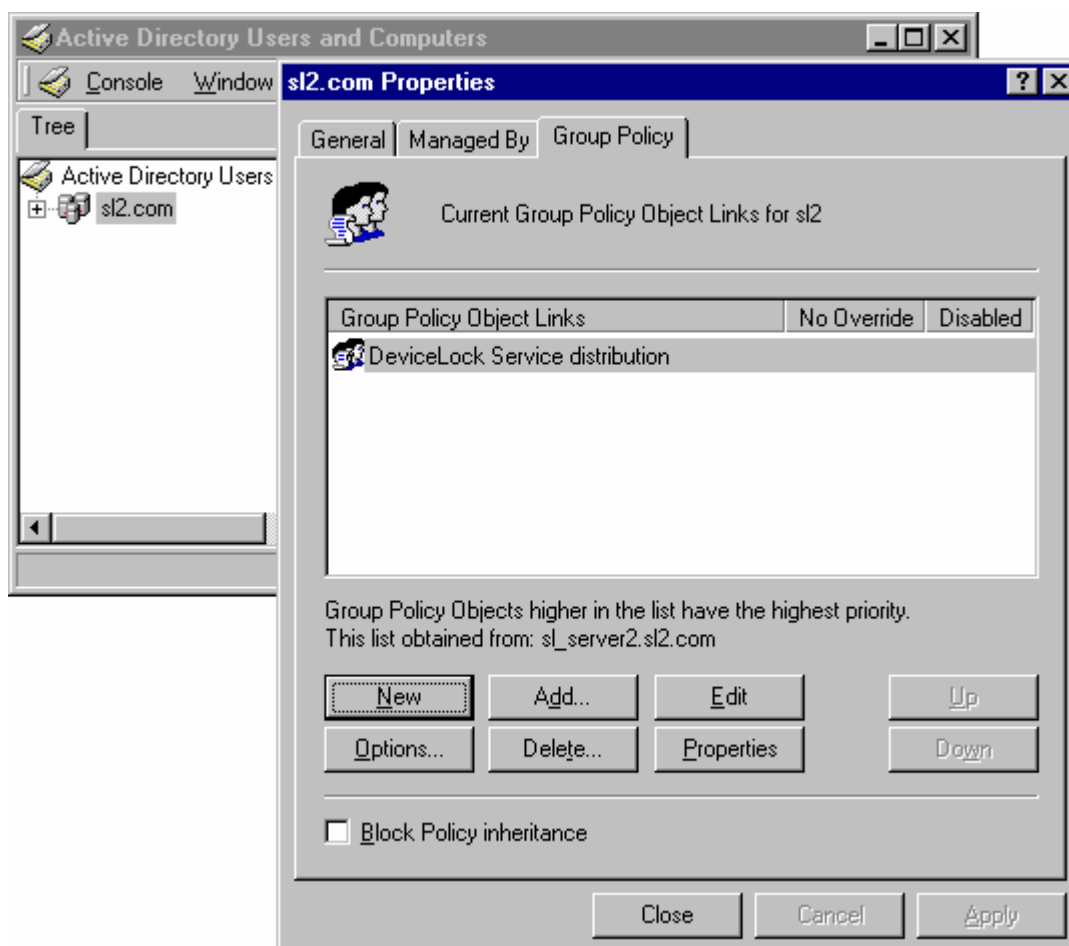 Active Directory Users and Computers
Console Window
Tree
Active Directory Users
sl2.com
sl2.com Properties
General Managed By Group Policy
Current Group Policy Object Links for sl2
Group Policy Object Links No Override Disabled
DeviceLock Service distribution
Group Policy Objects higher in the list have the highest priority.
This list obtained from: sl_server2.sl2.com
New Add... Edit Up
Options... Delete... Properties Down
Block Policy inheritance
Close Cancel Apply